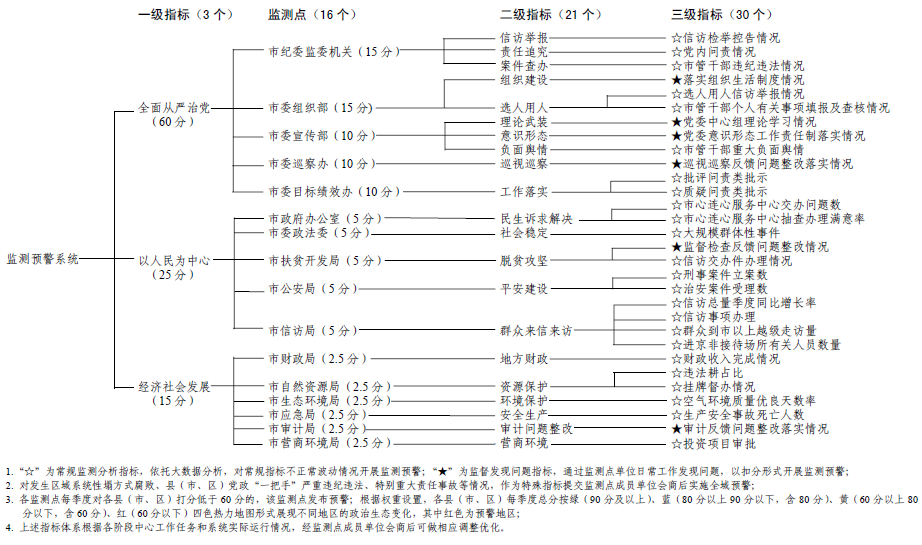 一级指标（3 个） 监测点（16 个） 二级指标（21 个） 三级指标（30 个）
信访举报 ☆信访检举控告情况
市纪委监委机关（15 分） 责任追究 ☆党内问责情况
案件查办 ☆市管干部违纪违法情况
组织建设 ★落实组织生活制度情况
☆选人用人信访举报情况
全面从严治党 市委组织部（15 分） 选人用人 ☆市管干部个人有关事项填报及查核情况
（60 分） 理论武装 ★党委中心组理论学习情况
市委宣传部（10 分） 意识形态 ★党委意识形态工作责任制落实情况
负面舆情 ☆市管干部重大负面舆情
市委巡察办（10 分） 巡视巡察 ★巡视巡察反馈问题整改落实情况
☆批评问责类批示
市委目标绩效办（10 分） 工作落实 ☆质疑问责类批示
☆市心连心服务中心交办问题数
市政府办公室（5 分） 民生诉求解决 ☆市心连心服务中心抽查办理满意率
市委政法委（5 分） 社会稳定 ☆大规模群体性事件
★监督检查反馈问题整改情况
监测预警系统 以人民为中心 市扶贫开发局（5 分） 脱贫攻坚 ☆信访交办件办理情况
（25 分） ☆刑事案件立案数
市公安局（5 分） 平安建设 ☆治安案件受理数
☆信访总量季度同比增长率
☆信访事项办理
市信访局（5 分） 群众来信来访 ☆群众到市以上越级走访量
☆进京非接待场所有关人员数量
市财政局（2.5 分） 地方财政 ☆财政收入完成情况
☆违法耕占比
经济社会发展 市自然资源局（2.5 分） 资源保护 ☆挂牌督办情况
（15 分） 市生态环境局（2.5 分） 环境保护 ☆空气环境质量优良天数率
市应急局（2.5 分） 安全生产 ☆生产安全事故死亡人数
市审计局（2.5 分） 审计问题整改 ★审计反馈问题整改落实情况
市营商环境局（2.5 分） 营商环境 ☆投资项目审批
1. “☆”为常规监测分析指标，依托大数据分析，对常规指标不正常波动情况开展监测预警；“★”为监督发现问题指标，通过监测点单位日常工作发现问题，以扣分形式开展监测预警；
2. 对发生区域系统性塌方式腐败、县（市、区）党政“一把手”严重违纪违法、特别重大责任事故等情况，作为特殊指标提交监测点成员单位会商后实施全域预警；
3. 各监测点每季度对各县（市、区）打分低于 60 分的，该监测点发布预警；根据权重设置，各县（市、区）每季度总分按绿（90 分及以上）、蓝（80 分以上 90 分以下，含 80 分）、黄（60 分以上 80
分以下，含 60 分）、红（60 分以下）四色热力地图形式展现不同地区的政治生态变化，其中红色为预警地区；
4. 上述指标体系根据各阶段中心工作任务和系统实际运行情况，经监测点成员单位会商后可做相应调整优化。